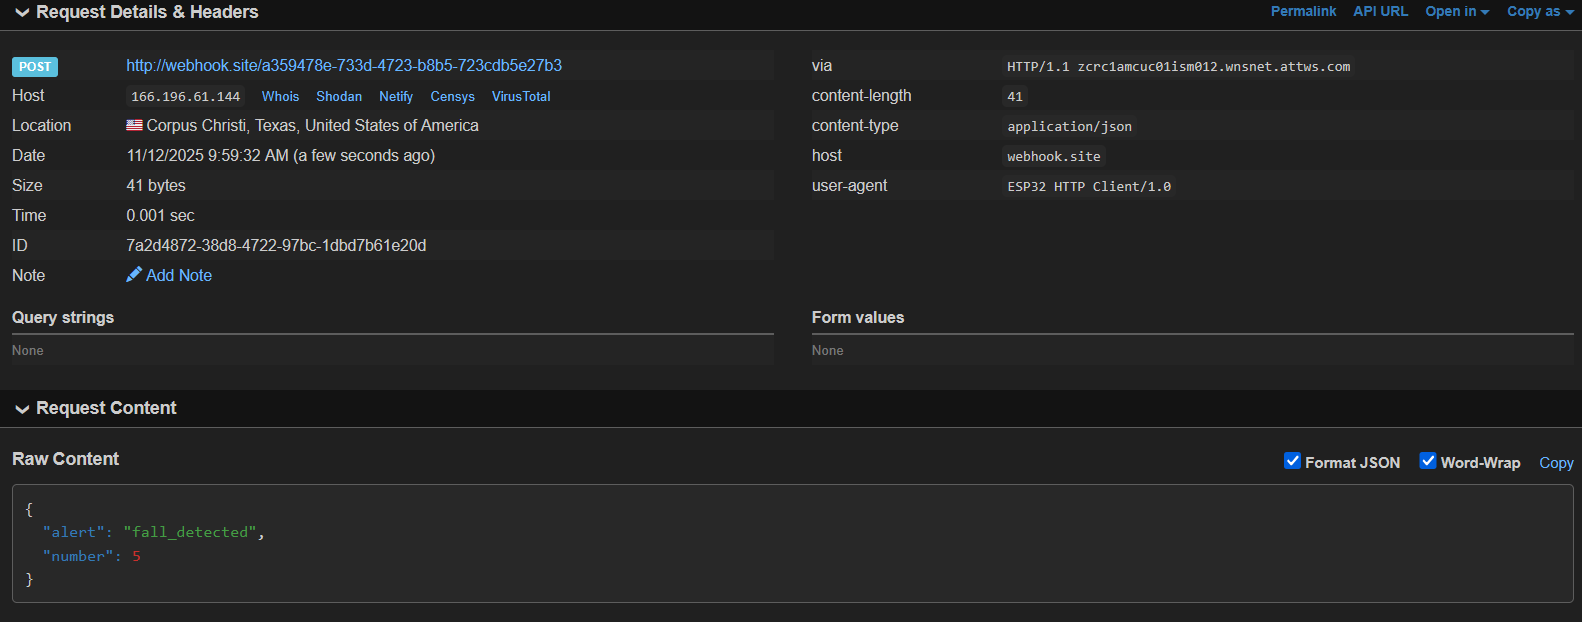 Request Details & Headers
Permalink API URL Open in Copy as
POST http://webhook.site/a359478e-733d-4723-b8b5-723cdb5e27b3
Host 166.196.61.144 Whois Shodan Netify Censys VirusTotal
Location Corpus Christi, Texas, United States of America
Date 11/12/2025 9:59:32 AM (a few seconds ago)
Size 41 bytes
Time 0.001 sec
ID 7a2d4872-38d8-4722-97bc-1dbd7b61e20d
Note Add Note
via HTTP/1.1 zcrc1amcuc01ism012.wnsnet.attws.com
content-length 41
content-type application/json
host webhook.site
user-agent ESP32 HTTP Client/1.0
Query strings
None
Form values
None
Request Content
Raw Content
Format JSON Word-Wrap Copy
{
"alert": "fall_detected",
"number": 5
}